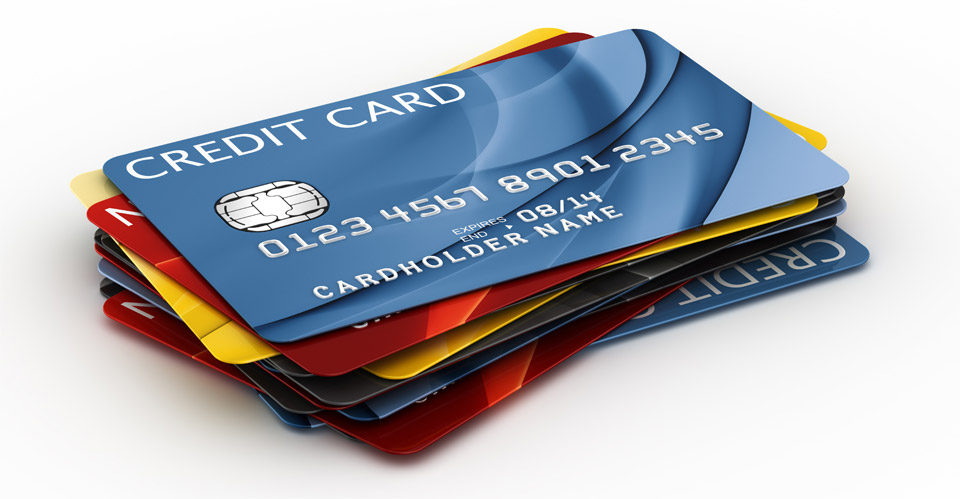 CREDIT CARD
0123 4567 8901 2345
EXPIRES
END
08/14
CARDHOLDER NAME
N
N
CREDIT